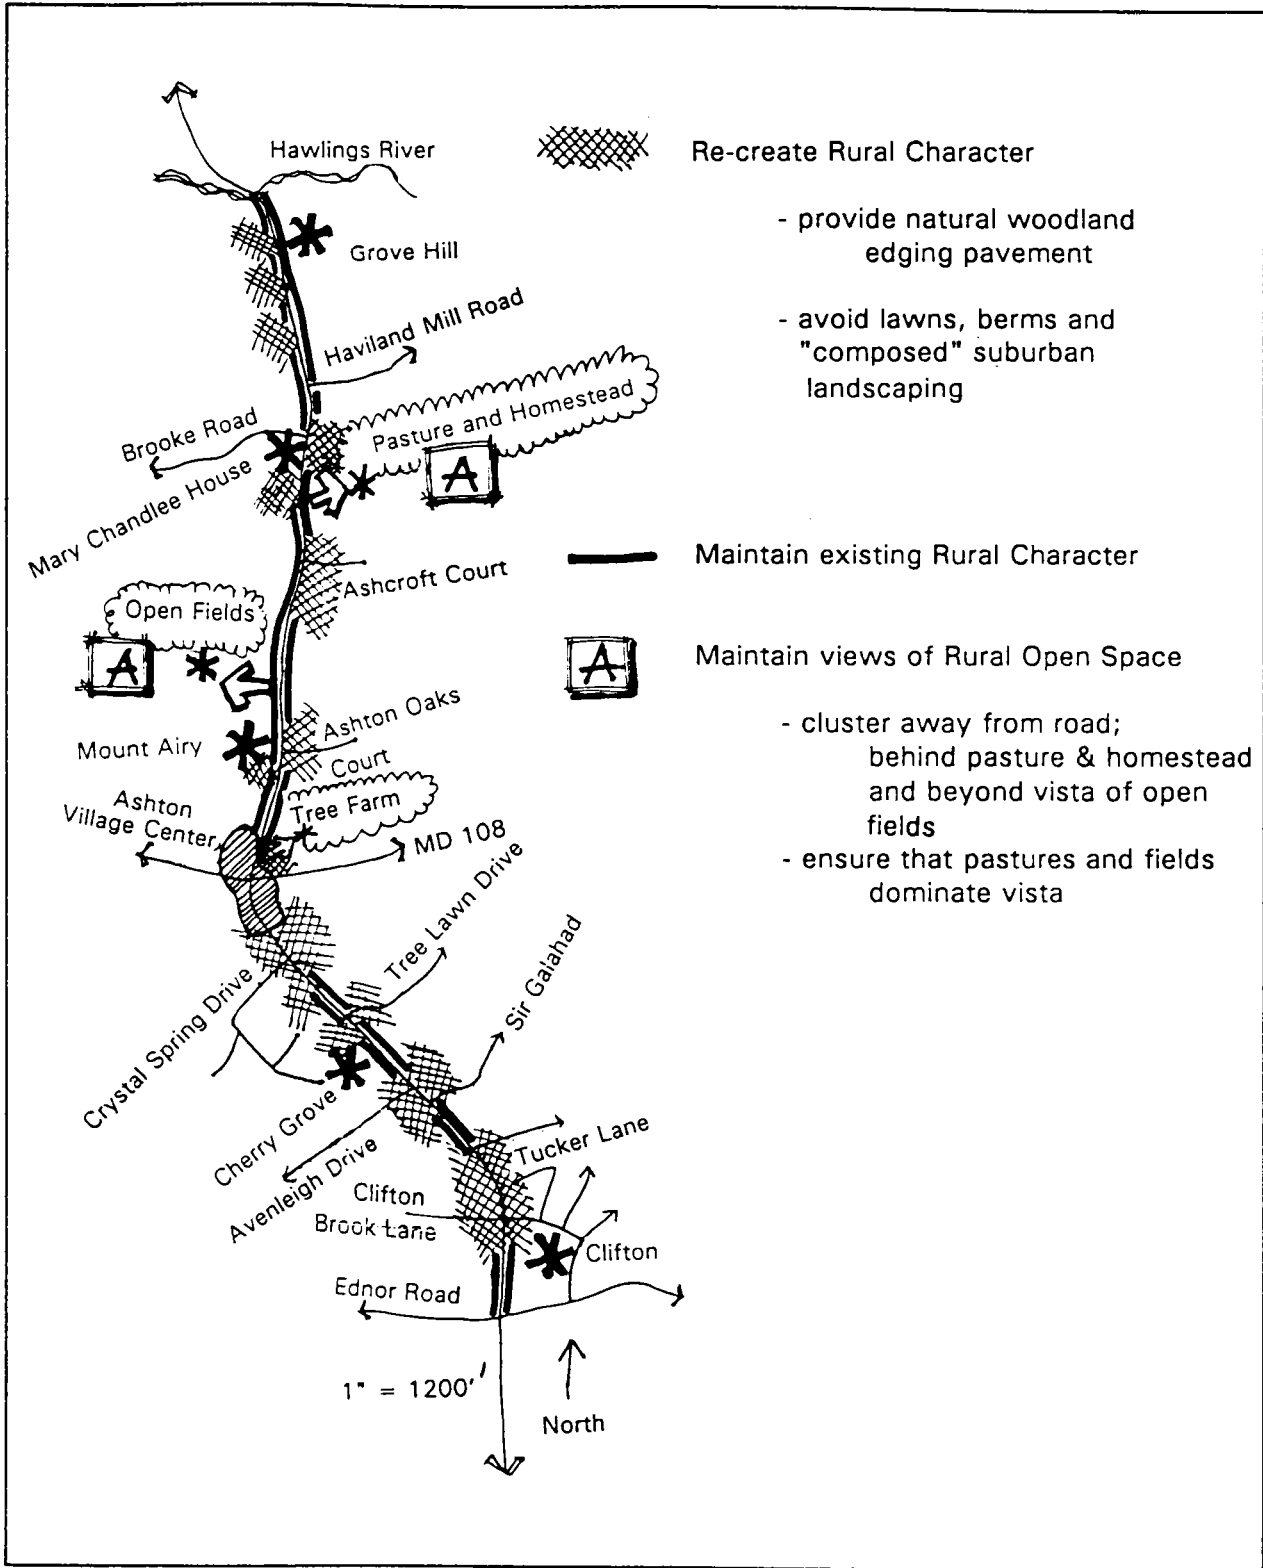 Hawlings River
Grove Hill
Haviland Mill Road
Brooke Road
Pasture and Homestead
A
Mary Chandlee House
Ashcroft Court
Open Fields
A
Mount Airy
Ashton Oaks
Court
Ashton
Village Center
Tree Farm
MD 108
Tree Lawn Drive
Sir Galahad
Crystal Spring Drive
Cherry Grove
Avenleigh Drive
Tucker Lane
Clifton
Brook Lane
Clifton
Ednor Road
1" = 1200'
North
Re-create Rural Character
- provide natural woodland
edging pavement
- avoid lawns, berms and
"composed" suburban
landscaping
Maintain existing Rural Character
A
Maintain views of Rural Open Space
- cluster away from road;
behind pasture & homestead
and beyond vista of open
fields
- ensure that pastures and fields
dominate vista